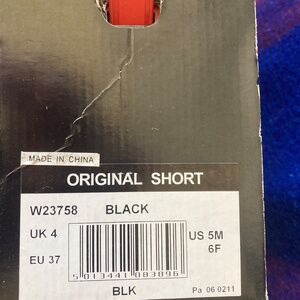 MADE IN CHINA
ORIGINAL SHORT
W23758 BLACK
UK 4
US 5M
6F
EU 37
5 013441 083896
BLK
Pa 06 0211